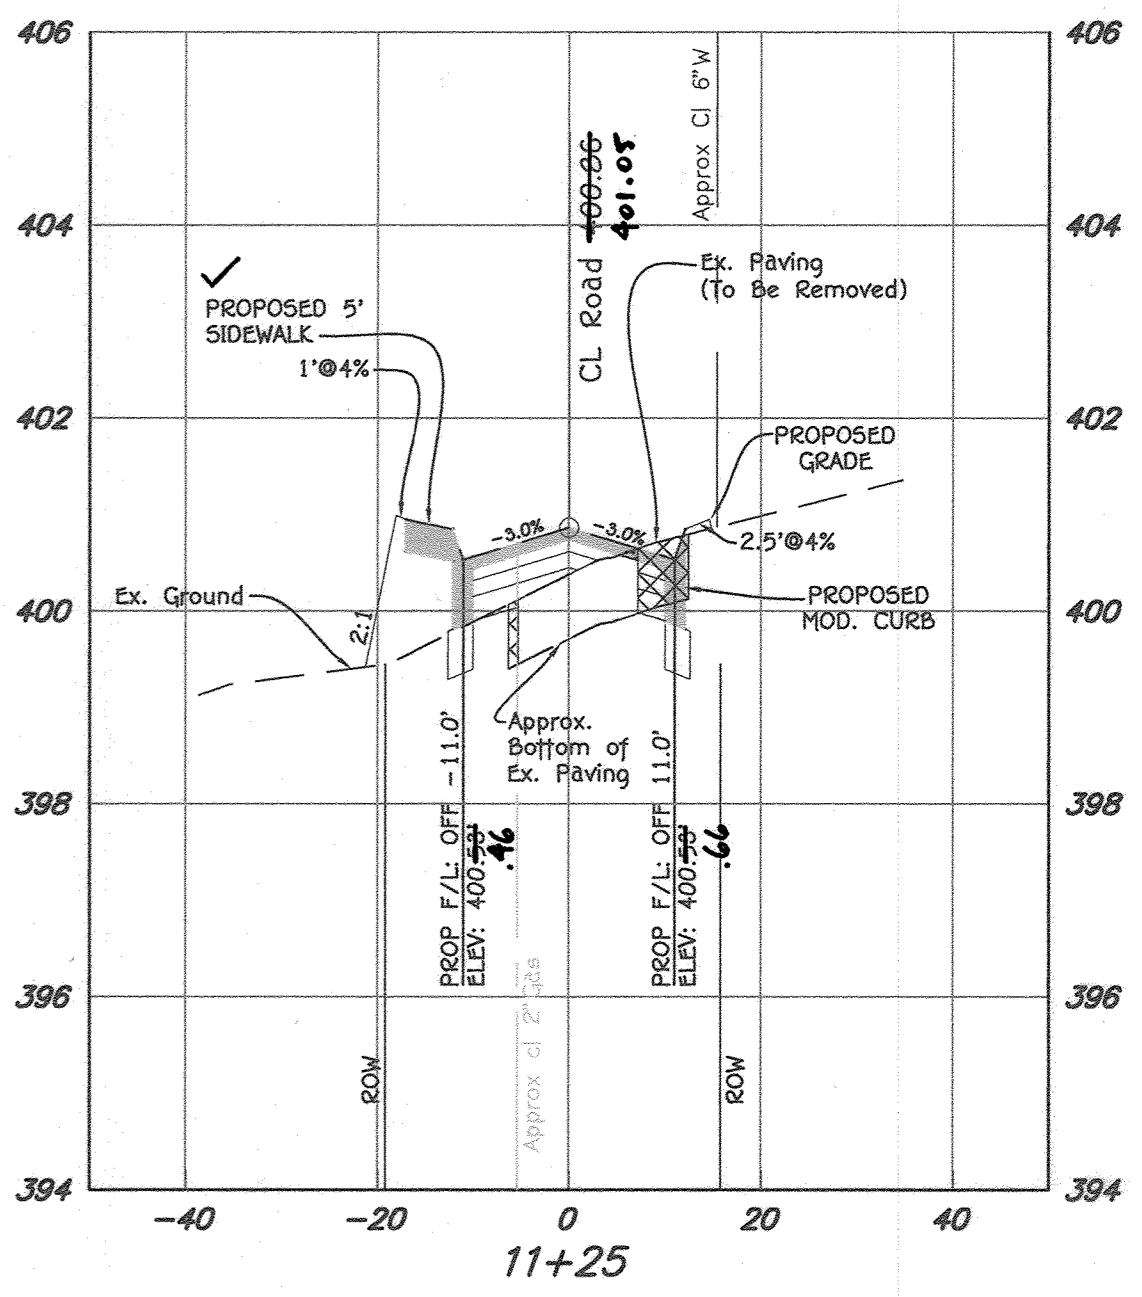 406
406
Approx Cl 6"W
CL Road 400.86
401.05
404
404
Ex. Paving
(To Be Removed)
PROPOSED 5'
SIDEWALK
1'@4%
402
402
PROPOSED
GRADE
-3.0%
-3.0%
2.5'@4%
Ex. Ground
2:1
400
400
PROPOSED
MOD. CURB
Approx.
Bottom of
Ex. Paving
398
398
PROP F/L: OFF -11.0'
ELEV: 400.53'
.46
PROP F/L: OFF 11.0'
ELEV: 400.53'
.66
396
396
Approx cl 2"Gas
ROW
ROW
394
394
-40
-20
0
20
40
11+25